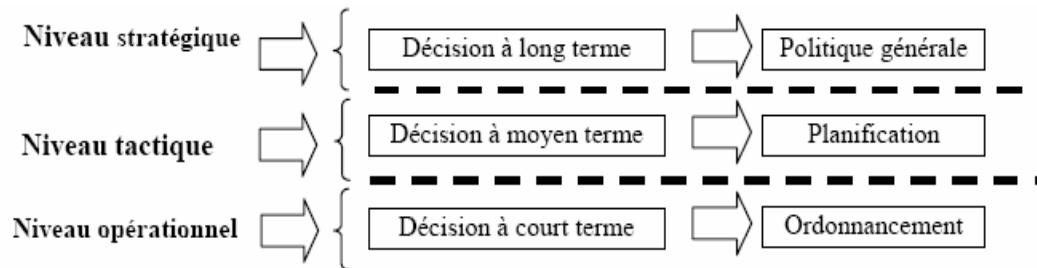 Niveau stratégique Décision à long terme Politique générale
Niveau tactique Décision à moyen terme Planification
Niveau opérationnel Décision à court terme Ordonnancement